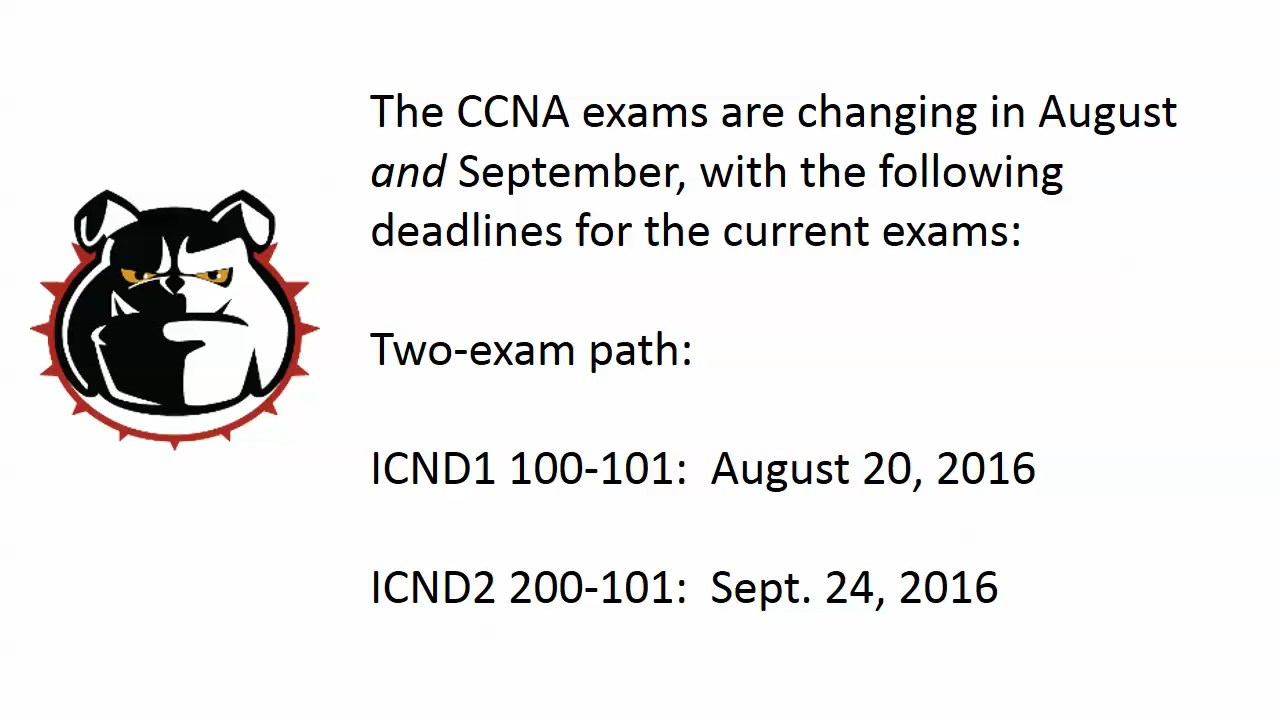 The CCNA exams are changing in August
and September, with the following
deadlines for the current exams:
Two-exam path:
ICND1 100-101:  August 20, 2016
ICND2 200-101:  Sept. 24, 2016